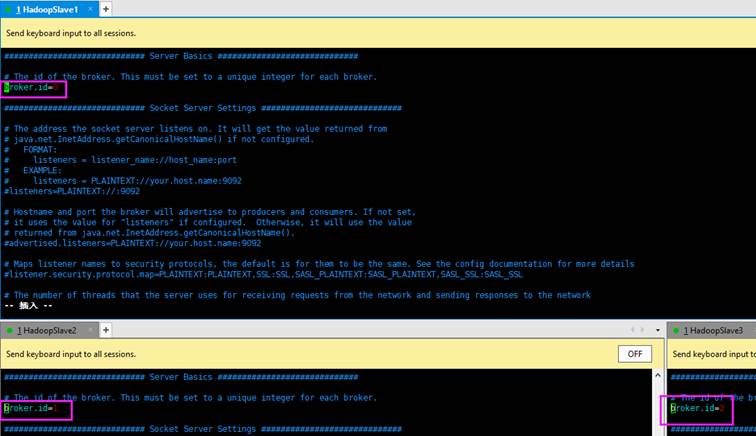 1 HadoopSlave1
Send keyboard input to all sessions.
############################ Server Basics ############################
# The id of the broker. This must be set to a unique integer for each broker.
broker.id=0
############################ Socket Server Settings ############################
# The address the socket server listens on. It will get the value returned from
# java.net.InetAddress.getCanonicalHostName() if not configured.
#   FORMAT:
#     listeners = listener_name://host_name:port
#   EXAMPLE:
#     listeners = PLAINTEXT://your.host.name:9092
#listeners=PLAINTEXT://:9092
# Hostname and port the broker will advertise to producers and consumers. If not set,
# it uses the value for "listeners" if configured.  Otherwise, it will use the value
# returned from java.net.InetAddress.getCanonicalHostName().
#advertised.listeners=PLAINTEXT://your.host.name:9092
# Maps listener names to security protocols, the default is for them to be the same. See the config documentation for more details
#listener.security.protocol.map=PLAINTEXT:PLAINTEXT,SSL:SSL,SASL_PLAINTEXT:SASL_PLAINTEXT,SASL_SSL:SASL_SSL
# The number of threads that the server uses for receiving requests from the network and sending responses to the network
-- 插入 --
1 HadoopSlave2
Send keyboard input to all sessions.
OFF
############################ Server Basics ############################
# The id of the broker. This must be set to a unique integer for each broker.
broker.id=1
############################ Socket Server Settings ############################
1 HadoopSlave3
Send keyboard input to
####################
# The id of the br
broker.id=2
####################